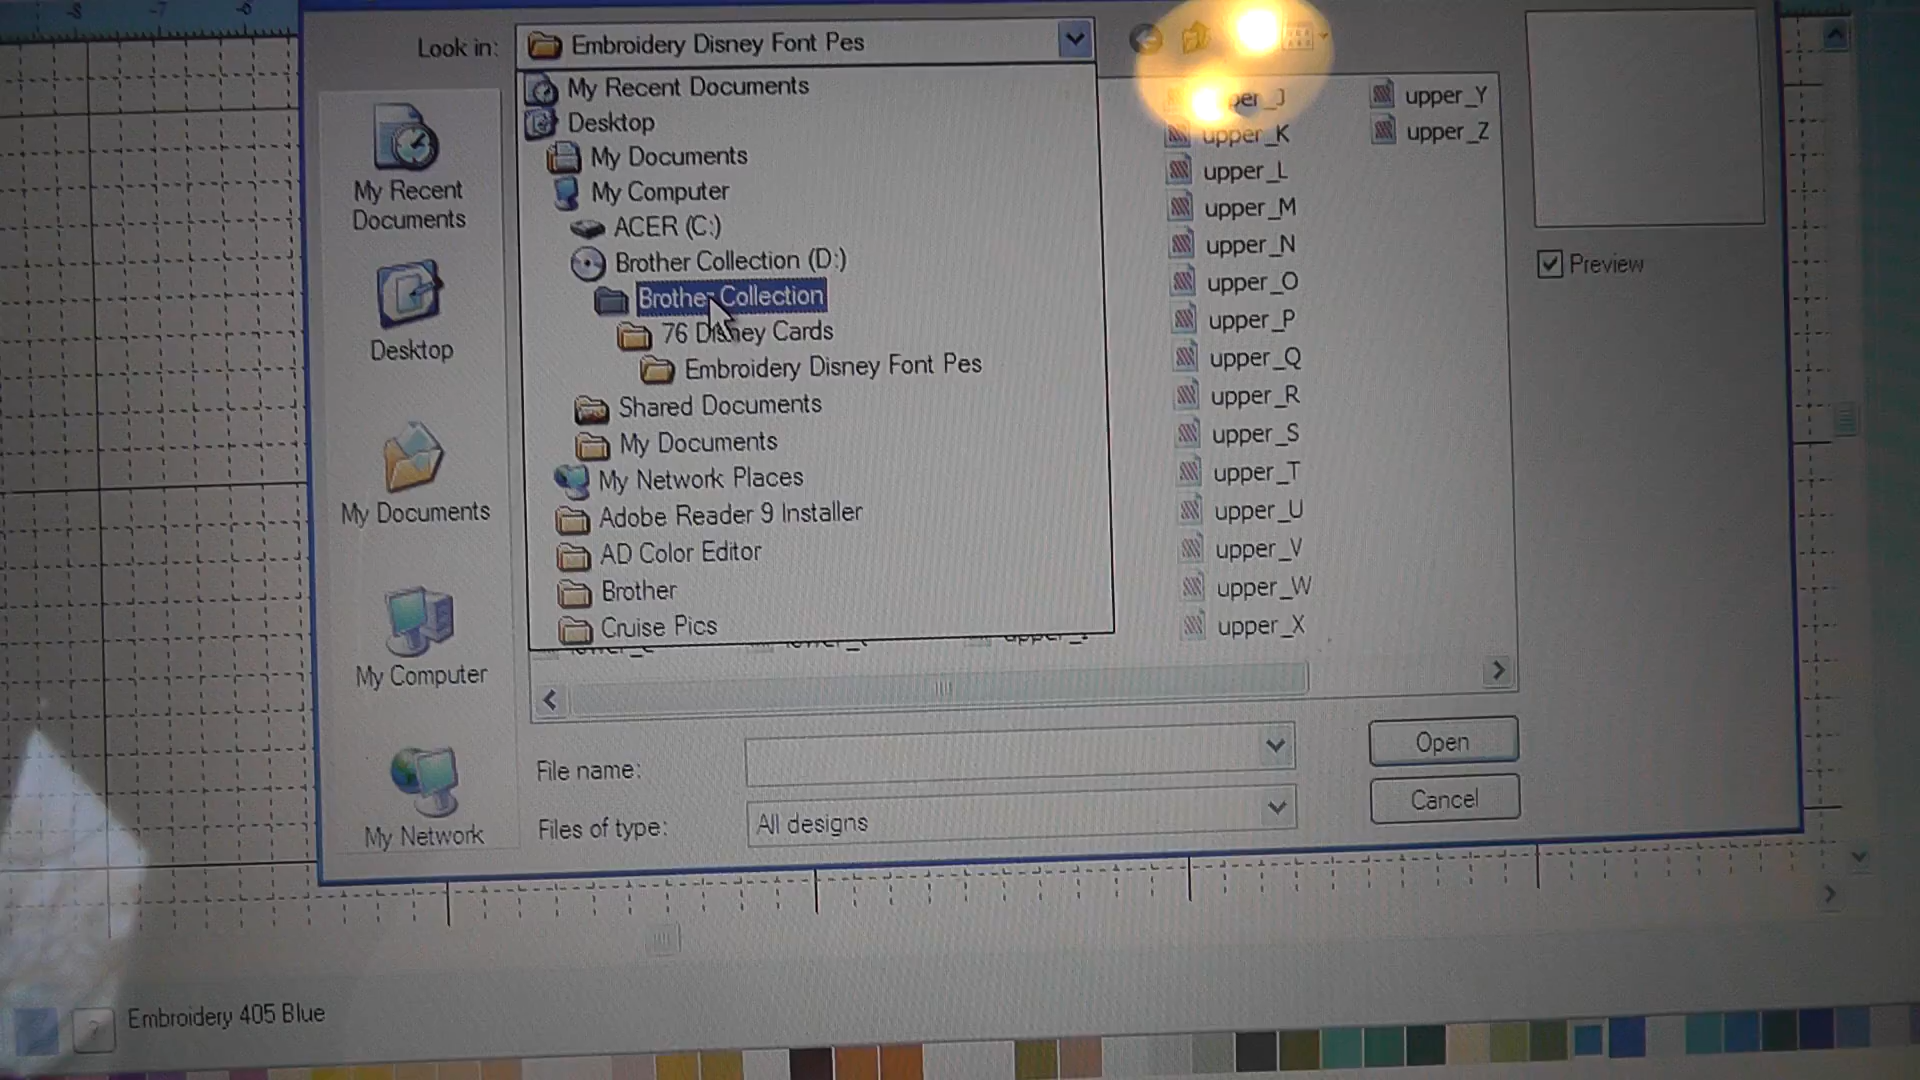 -8 -7 -6
Look in: Embroidery Disney Font Pes
My Recent Documents
Desktop
My Documents
My Computer
ACER (C:)
Brother Collection (D:)
Brother Collection
76 Disney Cards
Embroidery Disney Font Pes
Shared Documents
My Documents
My Network Places
Adobe Reader 9 Installer
AD Color Editor
Brother
Cruise Pics
My Recent
Documents
Desktop
My Documents
My Computer
My Network
upper_K
upper_L
upper_M
upper_N
upper_O
upper_P
upper_Q
upper_R
upper_S
upper_T
upper_U
upper_V
upper_W
upper_X
upper_Y
upper_Z
Preview
File name:
Open
Files of type: All designs
Cancel
Embroidery 405 Blue